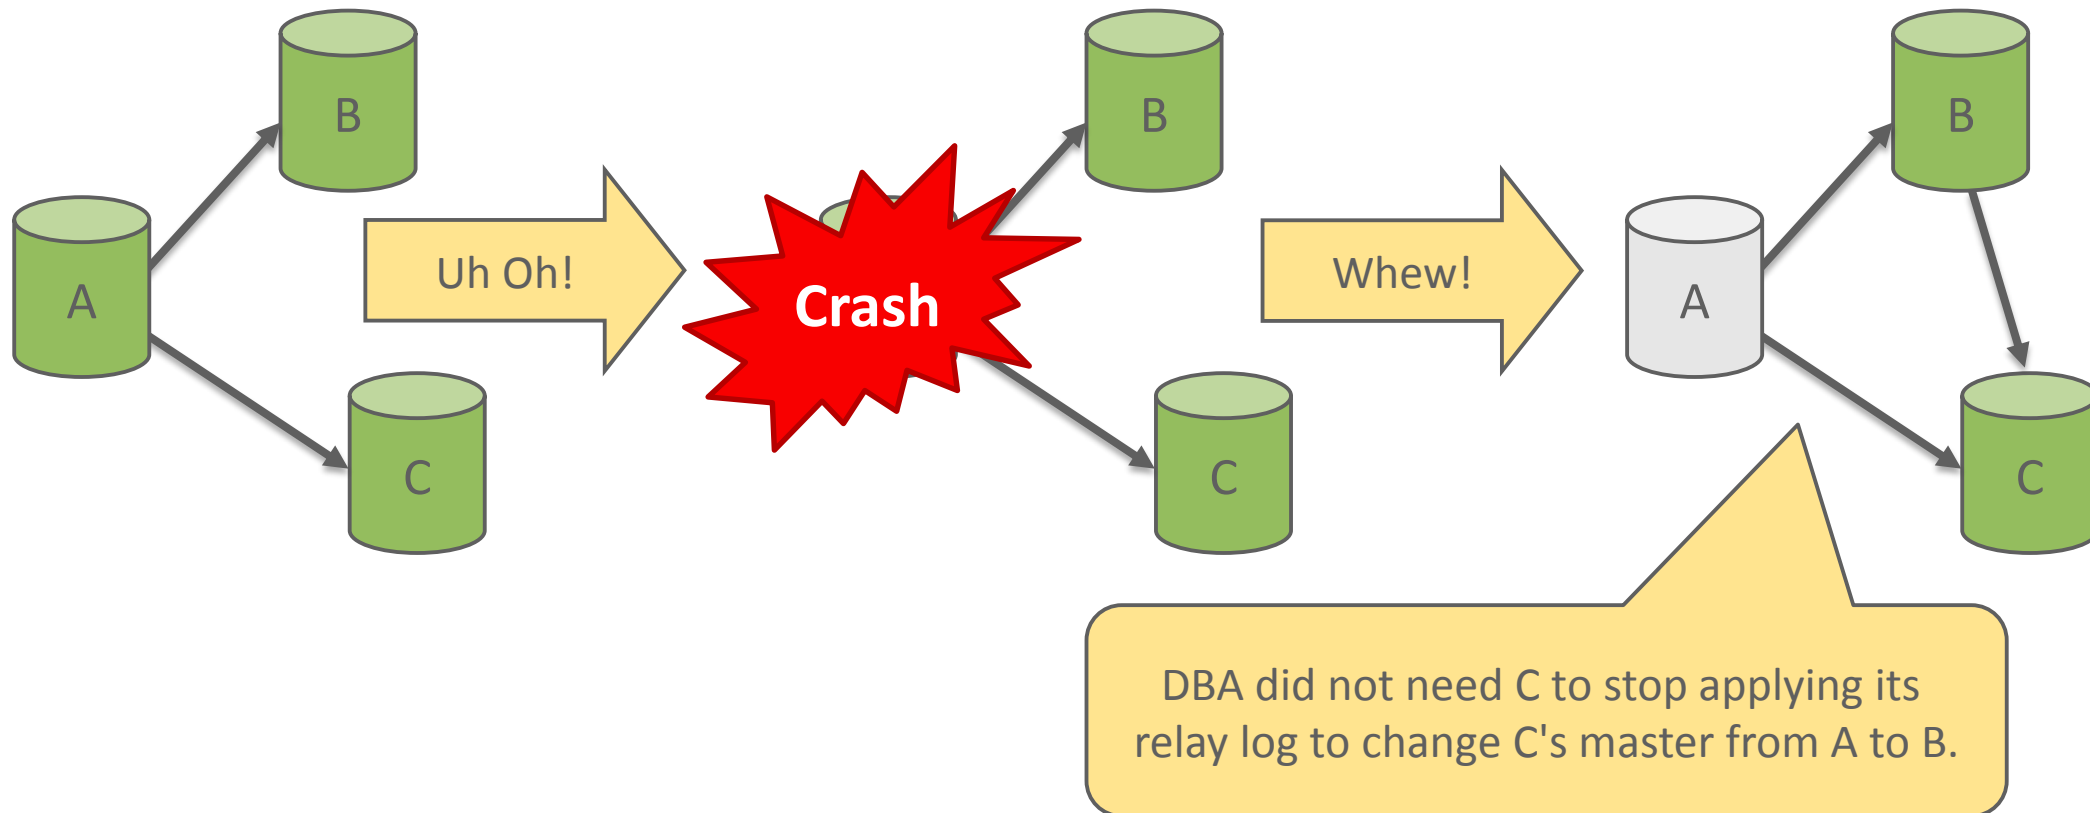 B
A
C
Uh Oh!
B
Crash
C
Whew!
B
A
C
DBA did not need C to stop applying its
relay log to change C's master from A to B.